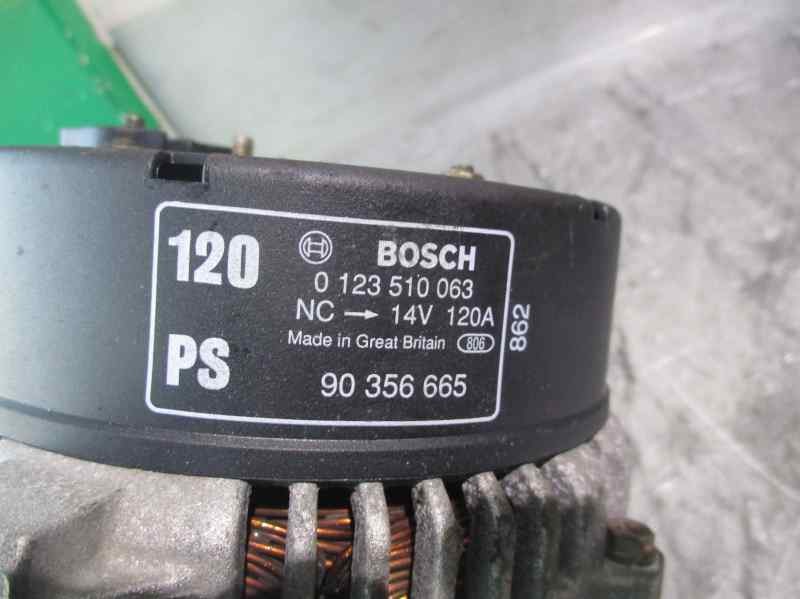 120
BOSCH
0 123 510 063
NC → 14V 120A
Made in Great Britain 806
PS
90 356 665
862